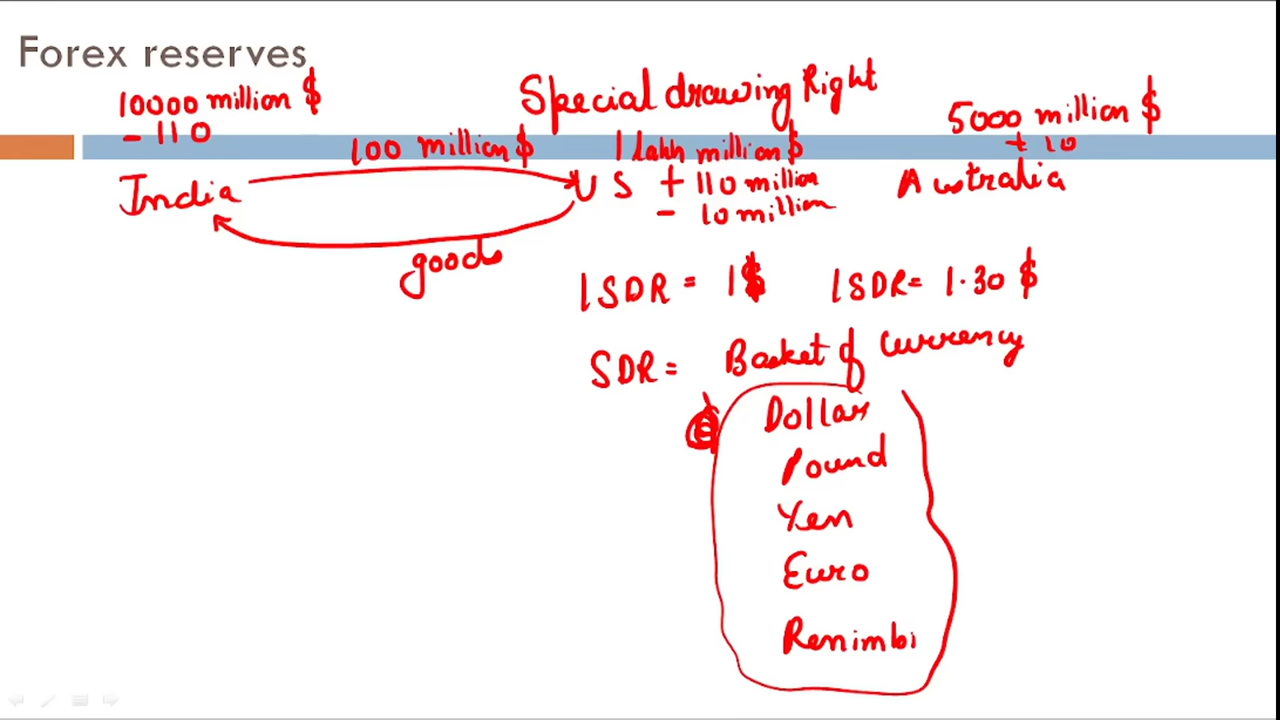 Forex reserves
10000 million $
- 110
Special drawing Right
5000 million $
+ 10
100 million $
1 lakh million $
India
US + 110 million
- 10 million
Australia
goods
1 SDR = 1$
1 SDR = 1.30 $
SDR = Basket of currency
Dollar
Pound
Yen
Euro
Renimbi